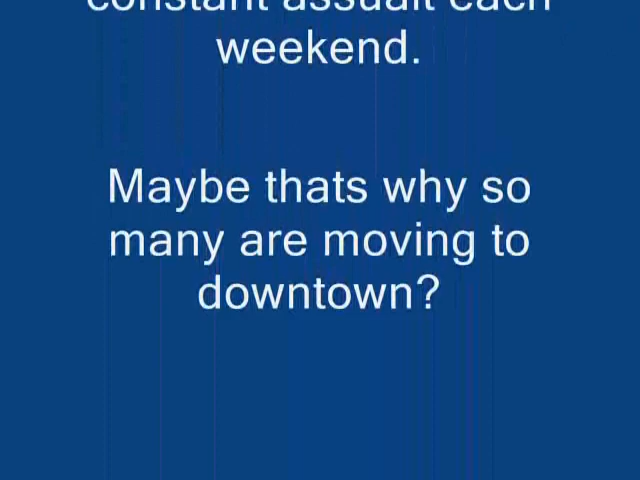 constant assault each
weekend.
Maybe thats why so
many are moving to
downtown?